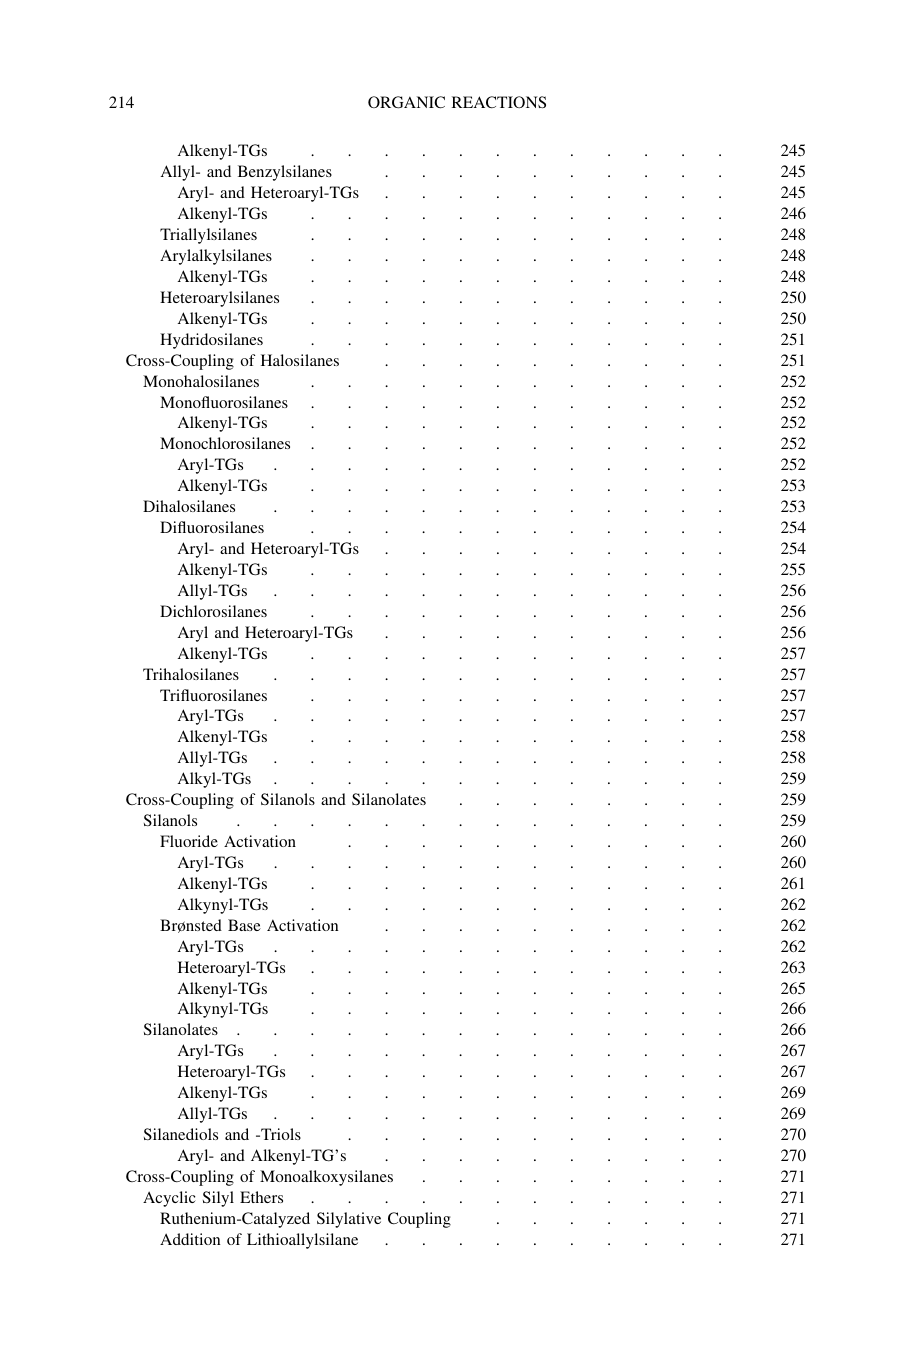 214 ORGANIC REACTIONS
Alkenyl-TGs . . . . . . . . . . . . 245
Allyl- and Benzylsilanes . . . . . . . . . . 245
Aryl- and Heteroaryl-TGs . . . . . . . . . . 245
Alkenyl-TGs . . . . . . . . . . . . 246
Triallylsilanes . . . . . . . . . . . . 248
Arylalkylsilanes . . . . . . . . . . . . 248
Alkenyl-TGs . . . . . . . . . . . . 248
Heteroarylsilanes . . . . . . . . . . . . 250
Alkenyl-TGs . . . . . . . . . . . . 250
Hydridosilanes . . . . . . . . . . . . 251
Cross-Coupling of Halosilanes . . . . . . . . . . 251
Monohalosilanes . . . . . . . . . . . . 252
Monofluorosilanes . . . . . . . . . . . . 252
Alkenyl-TGs . . . . . . . . . . . . 252
Monochlorosilanes . . . . . . . . . . . . 252
Aryl-TGs . . . . . . . . . . . . . 252
Alkenyl-TGs . . . . . . . . . . . . 253
Dihalosilanes . . . . . . . . . . . . . 253
Difluorosilanes . . . . . . . . . . . . 254
Aryl- and Heteroaryl-TGs . . . . . . . . . . 254
Alkenyl-TGs . . . . . . . . . . . . 255
Allyl-TGs . . . . . . . . . . . . . 256
Dichlorosilanes . . . . . . . . . . . . 256
Aryl and Heteroaryl-TGs . . . . . . . . . . 256
Alkenyl-TGs . . . . . . . . . . . . 257
Trihalosilanes . . . . . . . . . . . . . 257
Trifluorosilanes . . . . . . . . . . . . 257
Aryl-TGs . . . . . . . . . . . . . 257
Alkenyl-TGs . . . . . . . . . . . . 258
Allyl-TGs . . . . . . . . . . . . . 258
Alkyl-TGs . . . . . . . . . . . . . 259
Cross-Coupling of Silanols and Silanolates . . . . . . . . 259
Silanols . . . . . . . . . . . . . . 259
Fluoride Activation . . . . . . . . . . . 260
Aryl-TGs . . . . . . . . . . . . . 260
Alkenyl-TGs . . . . . . . . . . . . 261
Alkynyl-TGs . . . . . . . . . . . . 262
Brønsted Base Activation . . . . . . . . . . 262
Aryl-TGs . . . . . . . . . . . . . 262
Heteroaryl-TGs . . . . . . . . . . . . 263
Alkenyl-TGs . . . . . . . . . . . . 265
Alkynyl-TGs . . . . . . . . . . . . 266
Silanolates . . . . . . . . . . . . . . 266
Aryl-TGs . . . . . . . . . . . . . 267
Heteroaryl-TGs . . . . . . . . . . . . 267
Alkenyl-TGs . . . . . . . . . . . . 269
Allyl-TGs . . . . . . . . . . . . . 269
Silanediols and -Triols . . . . . . . . . . . 270
Aryl- and Alkenyl-TG’s . . . . . . . . . . 270
Cross-Coupling of Monoalkoxysilanes . . . . . . . . . 271
Acyclic Silyl Ethers . . . . . . . . . . . . 271
Ruthenium-Catalyzed Silylative Coupling . . . . . . . 271
Addition of Lithioallylsilane . . . . . . . . . . 271